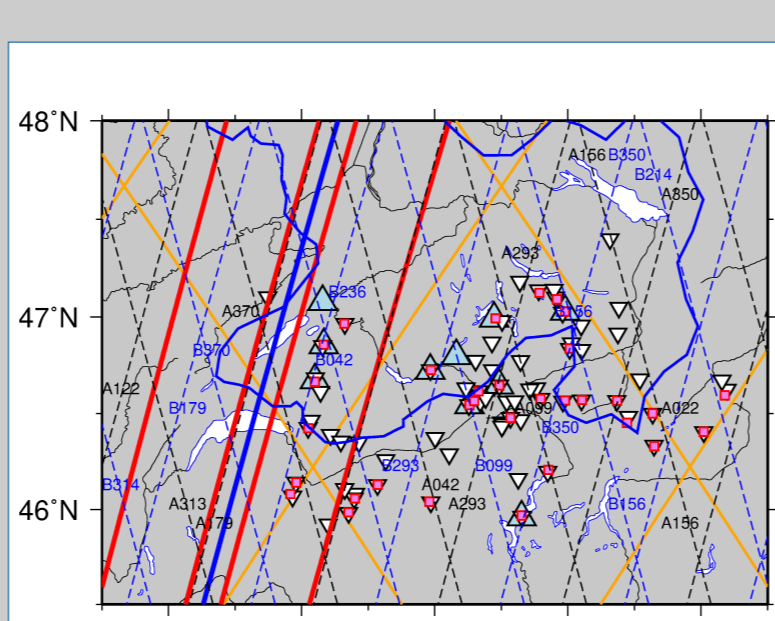 48°N
A156 B350
B214
A350
A293
B236
47°N
A370
B156
B370
B042
A122
A022
B179
A099
B350
B293
B099
B314
A042
A313
A293
B156
46°N
A179
A156